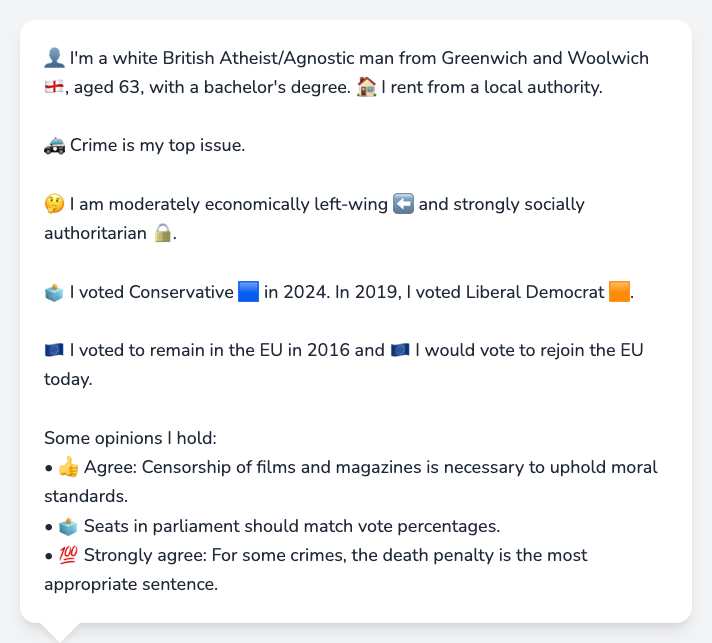 👤 I'm a white British Atheist/Agnostic man from Greenwich and Woolwich
🏴󠁧󠁢󠁥󠁮󠁧󠁿, aged 63, with a bachelor's degree. 🏠 I rent from a local authority.
🚓 Crime is my top issue.
🤔 I am moderately economically left-wing ⬅️ and strongly socially
authoritarian 🔒.
🗳️ I voted Conservative 🟦 in 2024. In 2019, I voted Liberal Democrat 🟧.
🇪🇺 I voted to remain in the EU in 2016 and 🇪🇺 I would vote to rejoin the EU
today.
Some opinions I hold:
• 👍 Agree: Censorship of films and magazines is necessary to uphold moral
standards.
• 🗳️ Seats in parliament should match vote percentages.
• 💯 Strongly agree: For some crimes, the death penalty is the most
appropriate sentence.